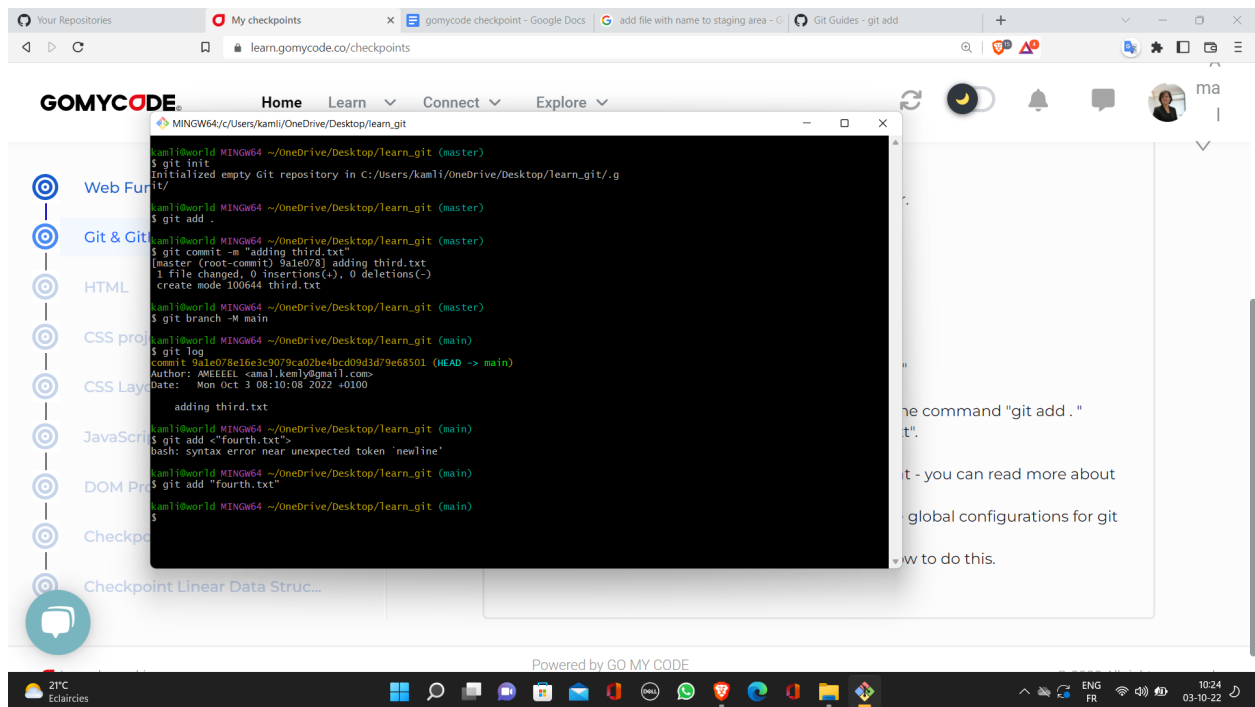 Your Repositories
My checkpoints
gomycode checkpoint - Google Docs
add file with name to staging area - G
Git Guides - git add
learn.gomycode.co/checkpoints
GOMYCODE
Home
Learn
Connect
Explore
ma
l
MINGW64:/c/Users/kamli/OneDrive/Desktop/learn_git
kamli@world MINGW64 ~/OneDrive/Desktop/learn_git (master)
$ git init
Initialized empty Git repository in C:/Users/kamli/OneDrive/Desktop/learn_git/.g
it/
kamli@world MINGW64 ~/OneDrive/Desktop/learn_git (master)
$ git add .
kamli@world MINGW64 ~/OneDrive/Desktop/learn_git (master)
$ git commit -m "adding third.txt"
[master (root-commit) 9a1e078] adding third.txt
1 file changed, 0 insertions(+), 0 deletions(-)
create mode 100644 third.txt
kamli@world MINGW64 ~/OneDrive/Desktop/learn_git (master)
$ git branch -M main
kamli@world MINGW64 ~/OneDrive/Desktop/learn_git (main)
$ git log
commit 9a1e078e16e3c9079ca02be4bcd09d3d79e68501 (HEAD -> main)
Author: AMEEEEL <amal.kemly@gmail.com>
Date:   Mon Oct 3 08:10:08 2022 +0100
adding third.txt
kamli@world MINGW64 ~/OneDrive/Desktop/learn_git (main)
$ git add <"fourth.txt">
bash: syntax error near unexpected token `newline'
kamli@world MINGW64 ~/OneDrive/Desktop/learn_git (main)
$ git add "fourth.txt"
kamli@world MINGW64 ~/OneDrive/Desktop/learn_git (main)
$
Web Fun
Git & Git
HTML
CSS proj
CSS Layo
JavaScri
DOM Pro
Checkpo
Checkpoint Linear Data Struc...
r.
"
ne command "git add . "
t".
t - you can read more about
global configurations for git
ow to do this.
Powered by GO MY CODE
21°C
Eclaircies
ENG
FR
10:24
03-10-22